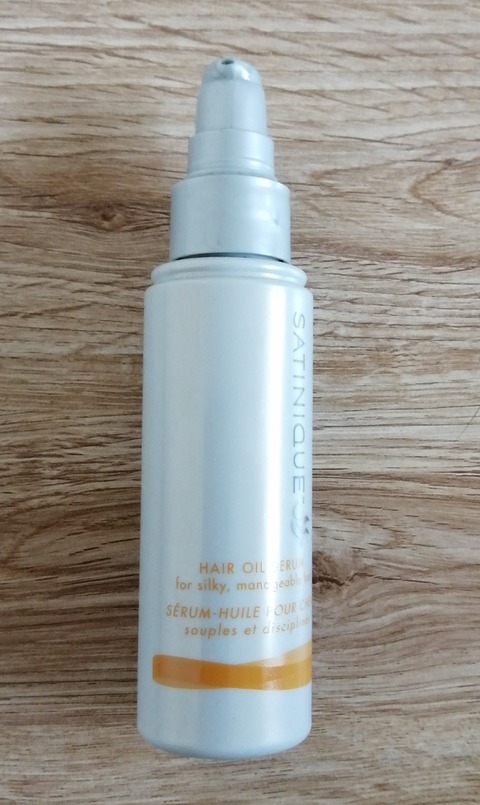 SATINIQUE
HAIR OIL SERUM
for silky, manageable
SÉRUM-HUILE POUR
souples et